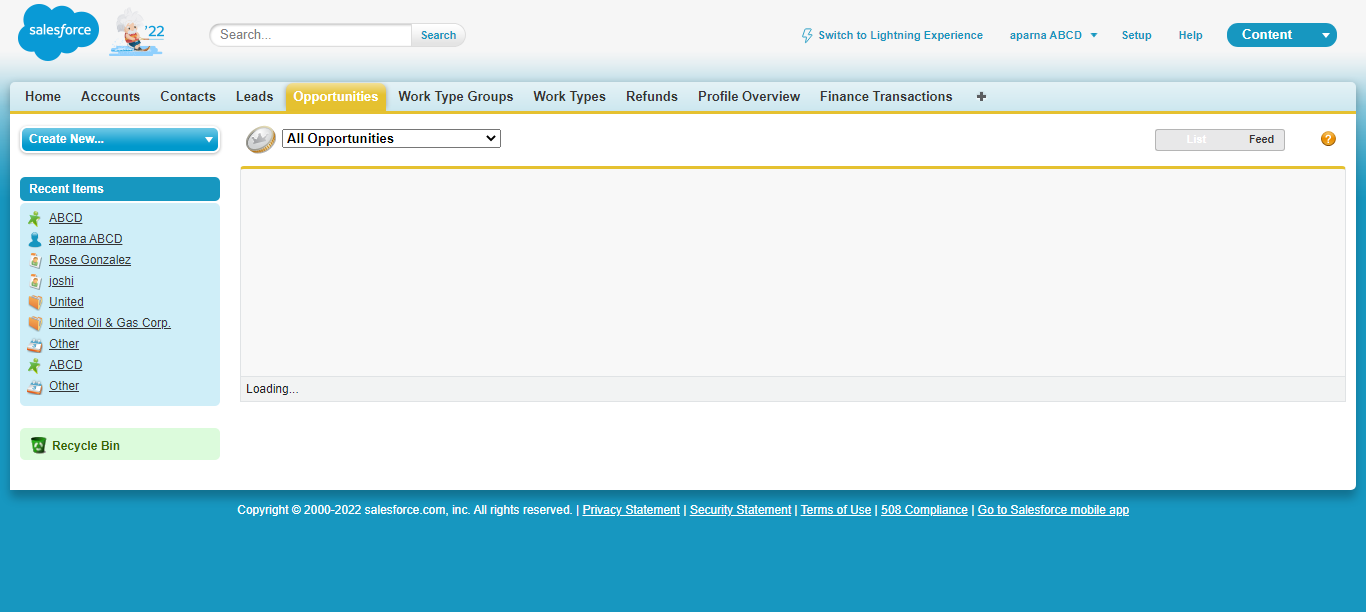 salesforce
'22
Search...
Search
Switch to Lightning Experience
aparna ABCD
Setup
Help
Content
Home Accounts Contacts Leads Opportunities Work Type Groups Work Types Refunds Profile Overview Finance Transactions +
Create New...
All Opportunities
List Feed
?
Recent Items
ABCD
aparna ABCD
Rose Gonzalez
joshi
United
United Oil & Gas Corp.
Other
ABCD
Other
Loading...
Recycle Bin
Copyright © 2000-2022 salesforce.com, inc. All rights reserved. | Privacy Statement | Security Statement | Terms of Use | 508 Compliance | Go to Salesforce mobile app